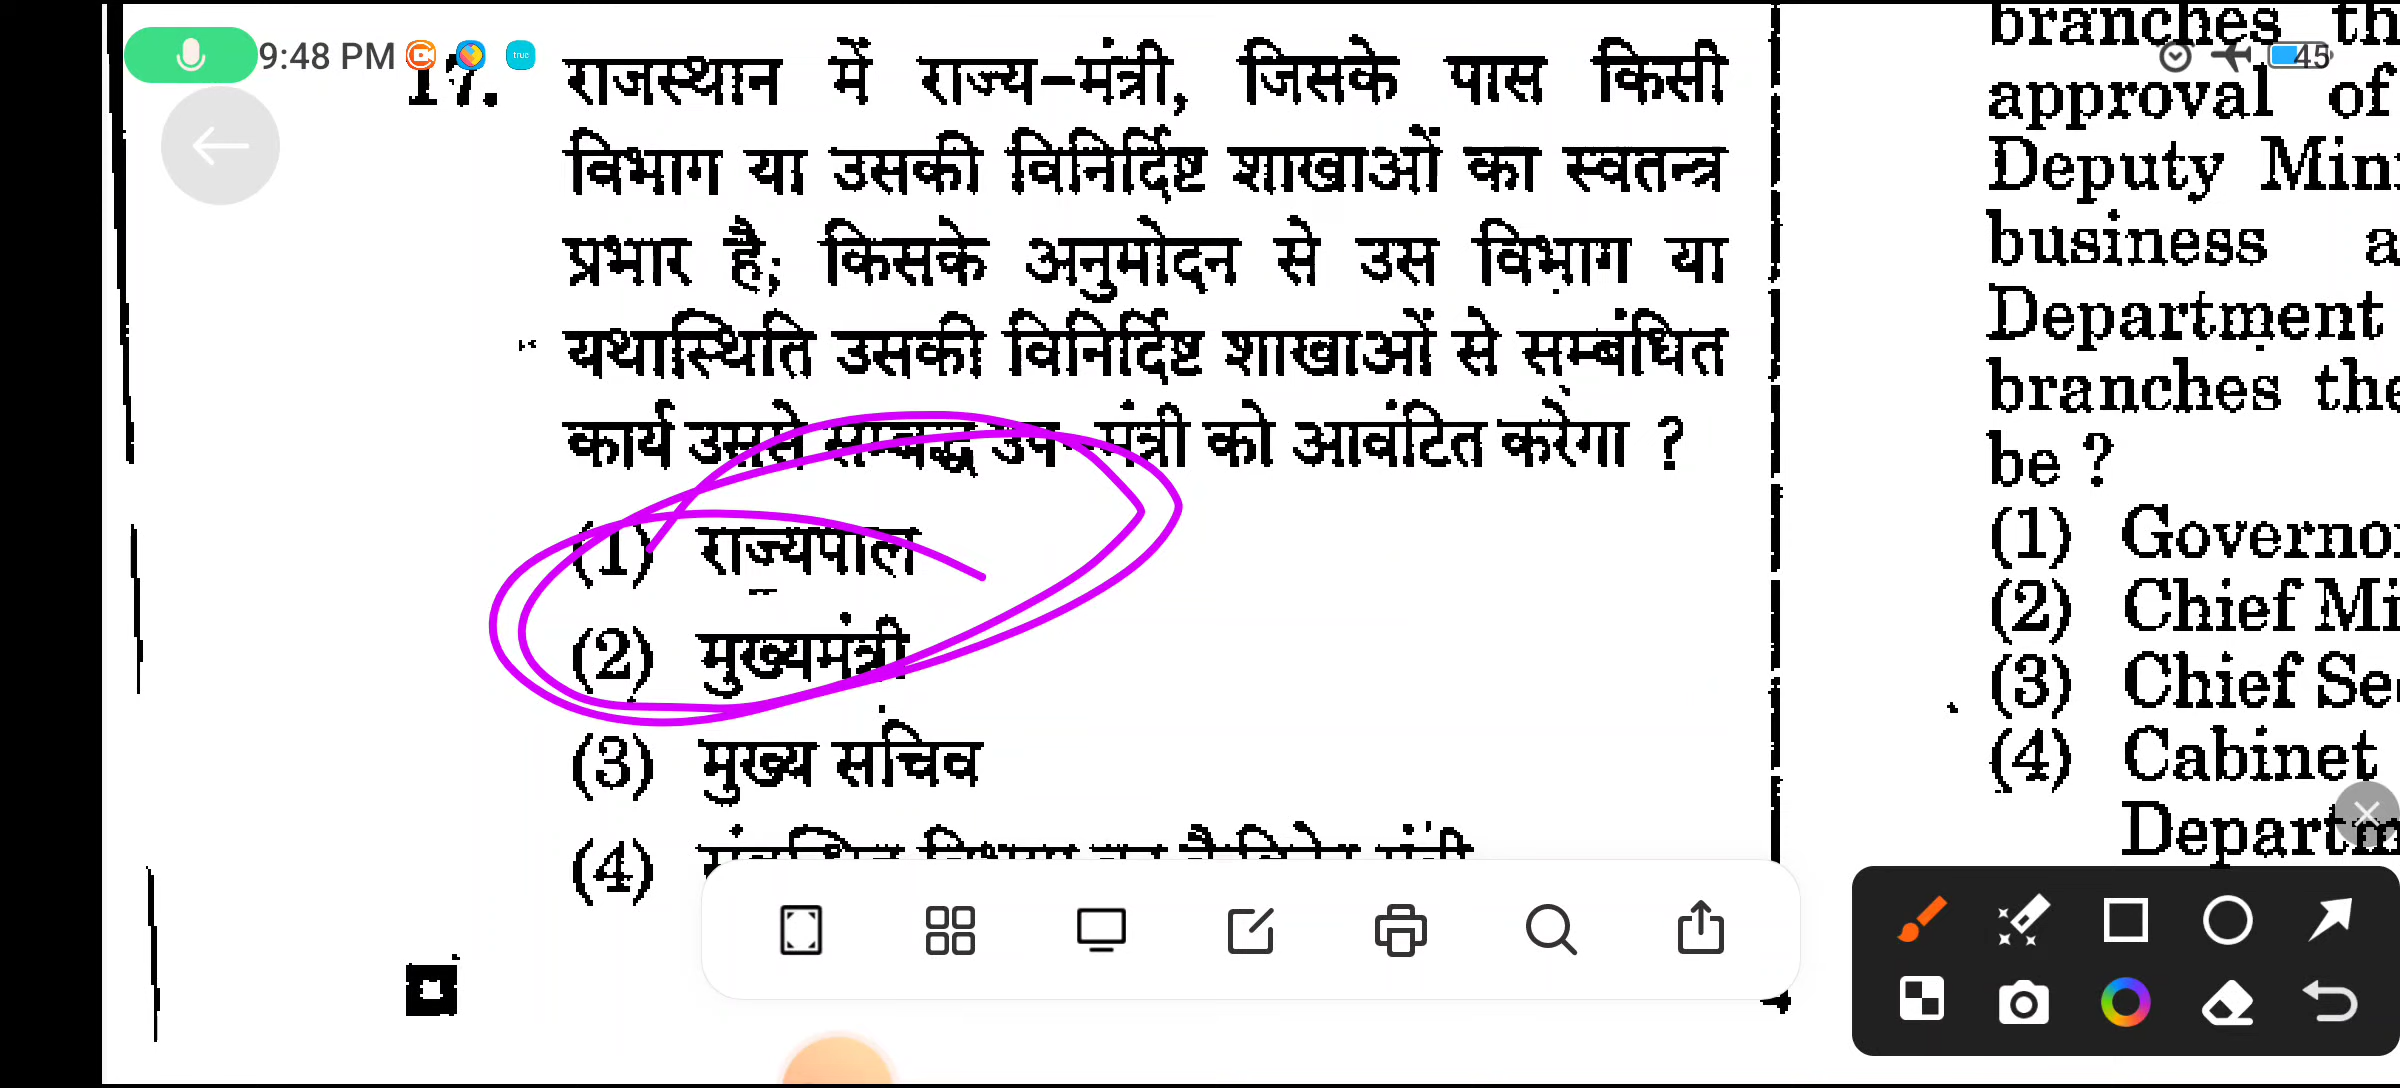 9:48 PM
true
45
17. राजस्थान में राज्य-मंत्री, जिसके पास किसी
विभाग या उसकी विनिर्दिष्ट शाखाओं का स्वतन्त्र
प्रभार है; किसके अनुमोदन से उस विभाग या
यथास्थिति उसकी विनिर्दिष्ट शाखाओं से सम्बंधित
कार्य उससे सम्बद्ध उप-मंत्री को आवंटित करेगा ?
(1) राज्यपाल
(2) मुख्यमंत्री
(3) मुख्य सचिव
(4)
branches th
approval of
Deputy Min
business a
Department
branches the
be ?
(1) Governo
(2) Chief Mi
(3) Chief Se
(4) Cabinet
Departm